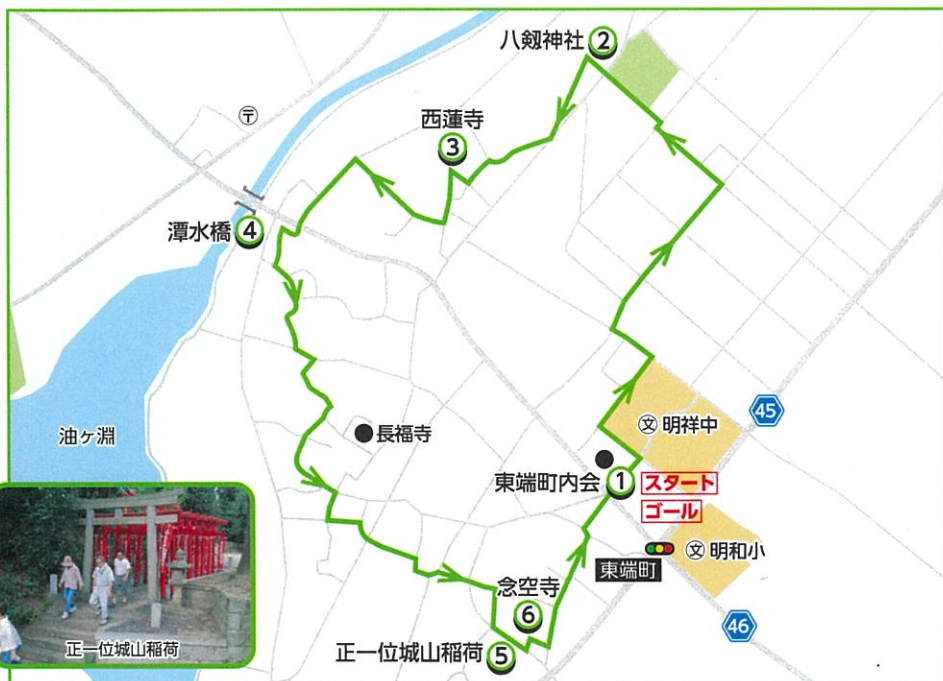 八剱神社 ②
〒
西蓮寺
③
潭水橋 ④
油ヶ淵
長福寺
文 明祥中
45
東端町内会 ① スタート
ゴール
文 明和小
東端町
46
念空寺
⑥
正一位城山稲荷 ⑤
正一位城山稲荷